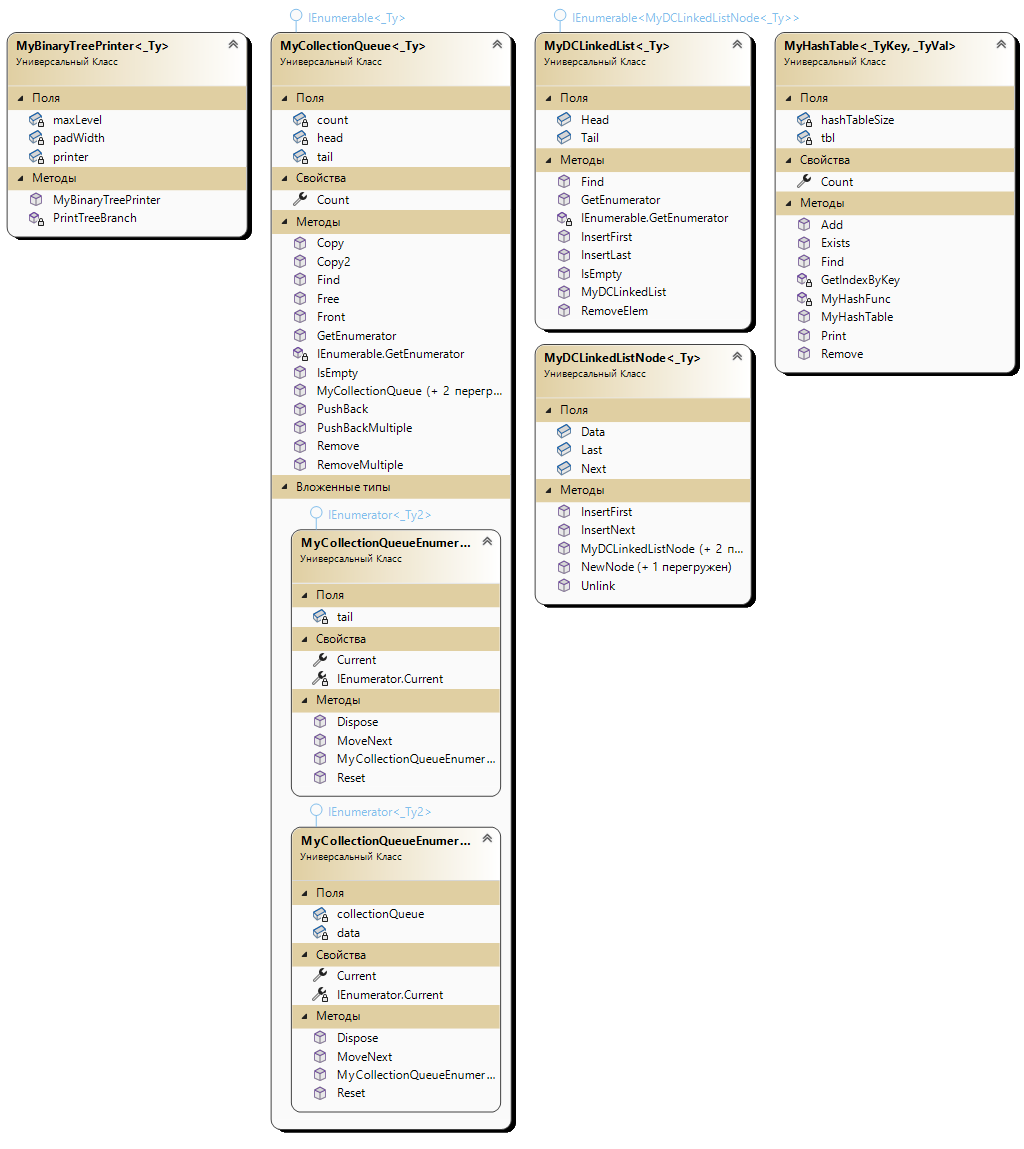 MyBinaryTreePrinter<_Ty>
Универсальный Класс
Поля
maxLevel
padWidth
printer
Методы
MyBinaryTreePrinter
PrintTreeBranch
IEnumerable<_Ty>
MyCollectionQueue<_Ty>
Универсальный Класс
Поля
count
head
tail
Свойства
Count
Методы
Copy
Copy2
Find
Free
Front
GetEnumerator
IEnumerable.GetEnumerator
IsEmpty
MyCollectionQueue (+ 2 перегр...
PushBack
PushBackMultiple
Remove
RemoveMultiple
Вложенные типы
IEnumerator<_Ty2>
MyCollectionQueueEnumer...
Универсальный Класс
Поля
tail
Свойства
Current
IEnumerator.Current
Методы
Dispose
MoveNext
MyCollectionQueueEnumer...
Reset
IEnumerator<_Ty2>
MyCollectionQueueEnumer...
Универсальный Класс
Поля
collectionQueue
data
Свойства
Current
IEnumerator.Current
Методы
Dispose
MoveNext
MyCollectionQueueEnumer...
Reset
IEnumerable<MyDCLinkedListNode<_Ty>>
MyDCLinkedList<_Ty>
Универсальный Класс
Поля
Head
Tail
Методы
Find
GetEnumerator
IEnumerable.GetEnumerator
InsertFirst
InsertLast
IsEmpty
MyDCLinkedList
RemoveElem
MyDCLinkedListNode<_Ty>
Универсальный Класс
Поля
Data
Last
Next
Методы
InsertFirst
InsertNext
MyDCLinkedListNode (+ 2 п...
NewNode (+ 1 перегружен)
Unlink
MyHashTable<_TyKey, _TyVal>
Универсальный Класс
Поля
hashTableSize
tbl
Свойства
Count
Методы
Add
Exists
Find
GetIndexByKey
MyHashFunc
MyHashTable
Print
Remove